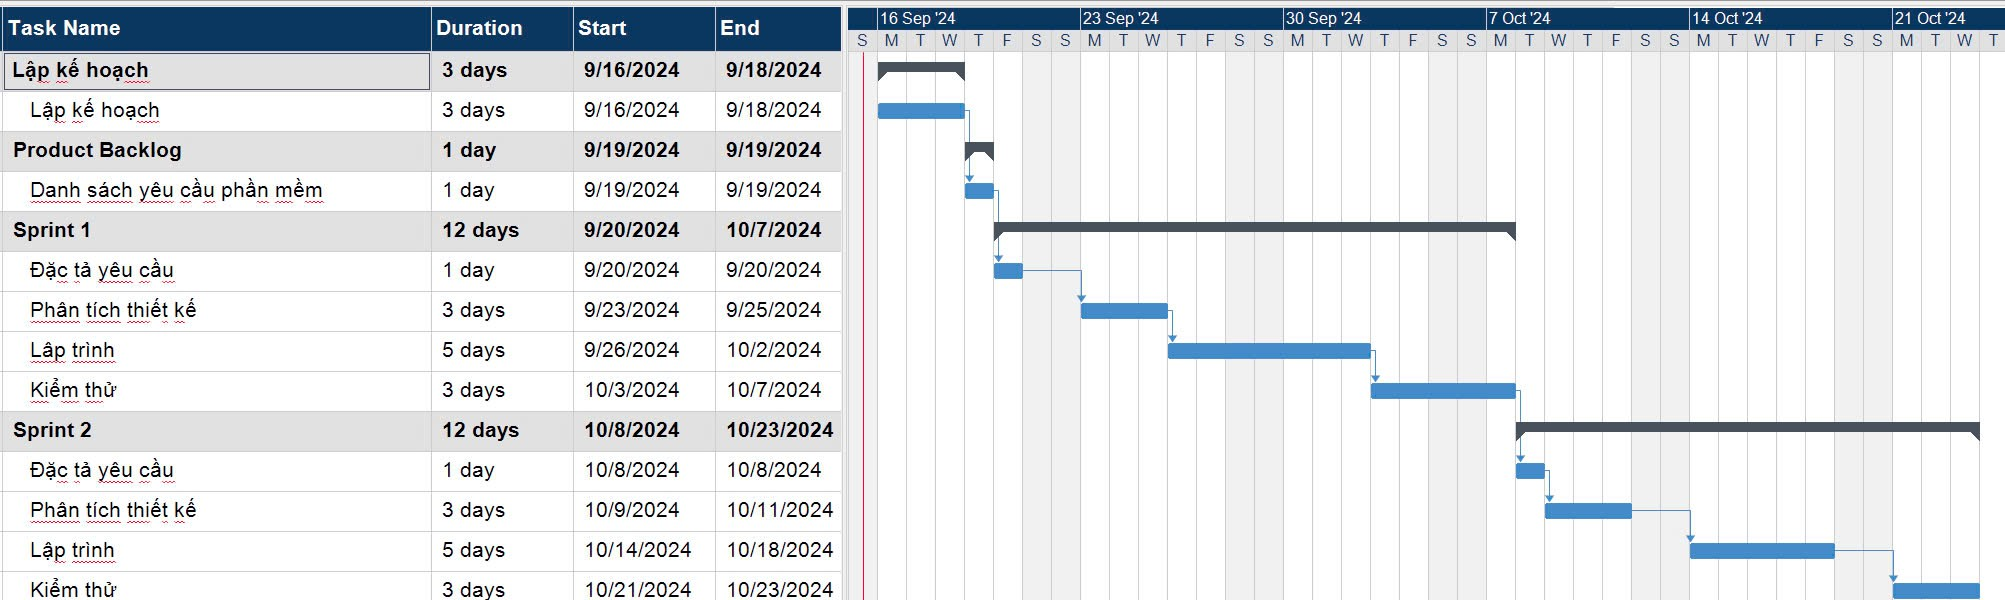 Task Name Duration Start End
16 Sep '24 23 Sep '24 30 Sep '24 7 Oct '24 14 Oct '24 21 Oct '24
S M T W T F S S M T W T F S S M T W T F S S M T W T F S S M T W T F S S M T W T
Lập kế hoạch 3 days 9/16/2024 9/18/2024
Lập kế hoạch 3 days 9/16/2024 9/18/2024
Product Backlog 1 day 9/19/2024 9/19/2024
Danh sách yêu cầu phần mềm 1 day 9/19/2024 9/19/2024
Sprint 1 12 days 9/20/2024 10/7/2024
Đặc tả yêu cầu 1 day 9/20/2024 9/20/2024
Phân tích thiết kế 3 days 9/23/2024 9/25/2024
Lâp trình 5 days 9/26/2024 10/2/2024
Kiểm thử 3 days 10/3/2024 10/7/2024
Sprint 2 12 days 10/8/2024 10/23/2024
Đặc tả yêu cầu 1 day 10/8/2024 10/8/2024
Phân tích thiết kế 3 days 10/9/2024 10/11/2024
Lập trình 5 days 10/14/2024 10/18/2024
Kiểm thử 3 days 10/21/2024 10/23/2024